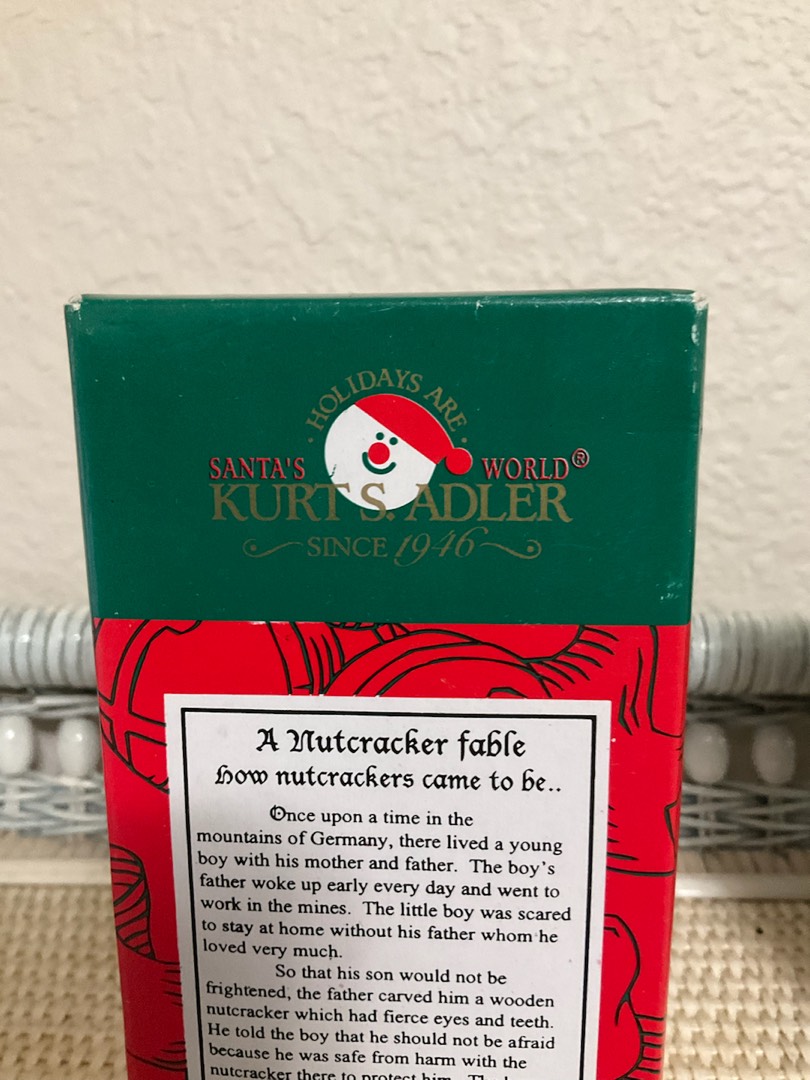 HOLIDAYS ARE
SANTA'S WORLD®
KURT S. ADLER
SINCE 1946
A Nutcracker fable
How nutcrackers came to be..
Once upon a time in the
mountains of Germany, there lived a young
boy with his mother and father. The boy's
father woke up early every day and went to
work in the mines. The little boy was scared
to stay at home without his father whom he
loved very much.
So that his son would not be
frightened, the father carved him a wooden
nutcracker which had fierce eyes and teeth.
He told the boy that he should not be afraid
because he was safe from harm with the
nutcracker there to protect him.